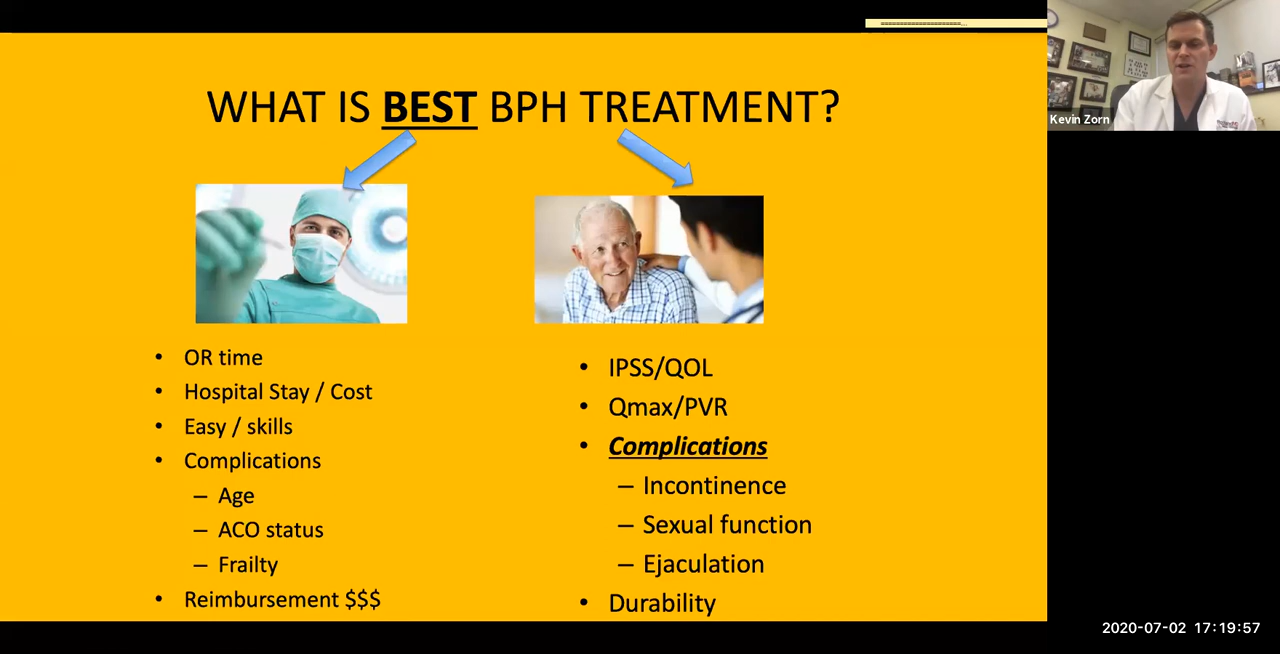 WHAT IS BEST BPH TREATMENT?
• OR time
• Hospital Stay / Cost
• Easy / skills
• Complications
– Age
– ACO status
– Frailty
• Reimbursement $$$
• IPSS/QOL
• Qmax/PVR
• Complications
– Incontinence
– Sexual function
– Ejaculation
• Durability
Kevin Zorn
2020-07-02 17:19:57